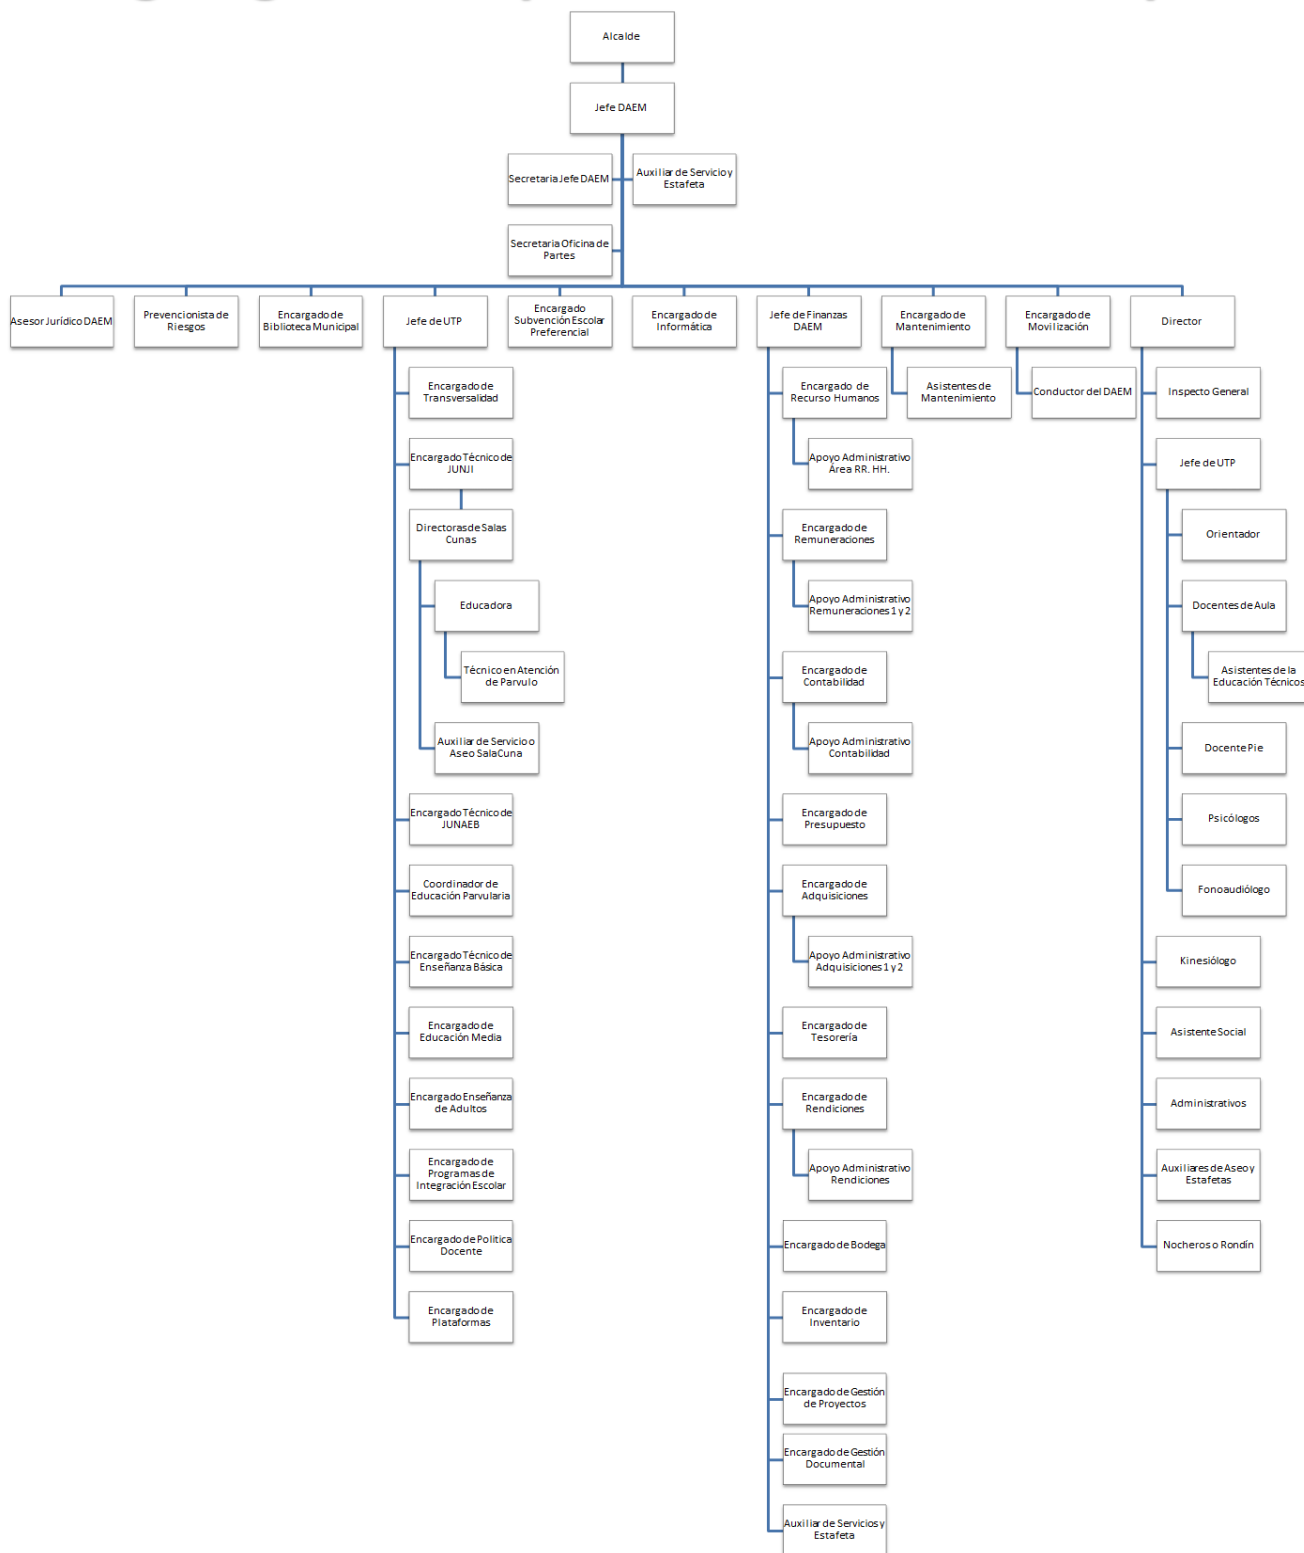 Alcalde
Jefe DAEM
Secretaria Jefe DAEM
Auxiliar de Servicio y
Estafeta
Secretaria Oficina de
Partes
Asesor Jurídico DAEM
Prevencionista de
Riesgos
Encargado de
Biblioteca Municipal
Jefe de UTP
Encargado
Subvención Escolar
Preferencial
Encargado de
Informática
Jefe de Finanzas
DAEM
Encargado de
Mantenimiento
Encargado de
Movilización
Director
Encargado de
Transversalidad
Encargado Técnico de
JUNJI
Directoras de Salas
Cunas
Educadora
Técnico en Atención
de Parvulo
Auxiliar de Servicio o
Aseo Sala Cuna
Encargado Técnico de
JUNAEB
Coordinador de
Educación Parvularia
Encargado Técnico de
Enseñanza Básica
Encargado de
Educación Media
Encargado Enseñanza
de Adultos
Encargado de
Programas de
Integración Escolar
Encargado de Politica
Docente
Encargado de
Plataformas
Encargado de
Recurso Humanos
Apoyo Administrativo
Área RR. HH.
Encargado de
Remuneraciones
Apoyo Administrativo
Remuneraciones 1 y 2
Encargado de
Contabilidad
Apoyo Administrativo
Contabilidad
Encargado de
Presupuesto
Encargado de
Adquisiciones
Apoyo Administrativo
Adquisiciones 1 y 2
Encargado de
Tesorería
Encargado de
Rendiciones
Apoyo Administrativo
Rendiciones
Encargado de Bodega
Encargado de
Inventario
Encargado de Gestión
de Proyectos
Encargado de Gestión
Documental
Auxiliar de Servicios y
Estafeta
Asistentes de
Mantenimiento
Conductor del DAEM
Inspecto General
Jefe de UTP
Orientador
Docentes de Aula
Asistentes de la
Educación Técnicos
Docente Pie
Psicólogos
Fonoaudiólogo
Kinesiólogo
Asistente Social
Administrativos
Auxiliares de Aseo y
Estafetas
Nocheros o Rondín